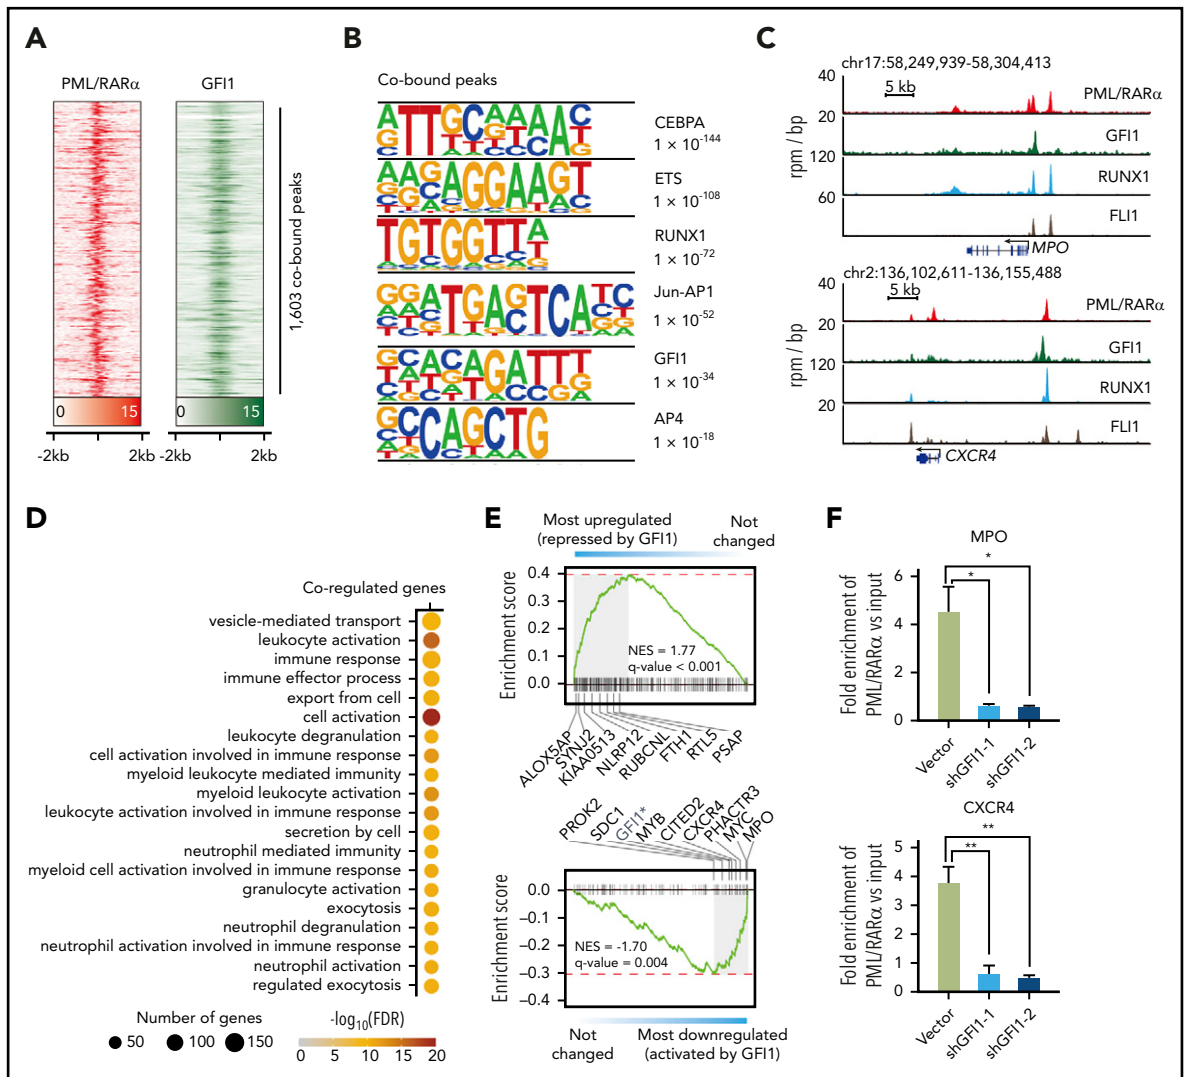 A
PML/RARα
GFI1
1,603 co-bound peaks
0 15
0 15
-2kb 2kb
-2kb 2kb
B
Co-bound peaks
CEBPA
1 × 10-144
ETS
1 × 10-108
RUNX1
1 × 10-72
Jun-AP1
1 × 10-52
GFI1
1 × 10-34
AP4
1 × 10-18
C
chr17:58,249,939-58,304,413
5 kb
rpm / bp
40
PML/RARα
20
GFI1
120
RUNX1
60
FLI1
MPO
chr2:136,102,611-136,155,488
5 kb
rpm / bp
40
PML/RARα
20
GFI1
120
RUNX1
20
FLI1
CXCR4
D
Co-regulated genes
vesicle-mediated transport
leukocyte activation
immune response
immune effector process
export from cell
cell activation
leukocyte degranulation
cell activation involved in immune response
myeloid leukocyte mediated immunity
myeloid leukocyte activation
leukocyte activation involved in immune response
secretion by cell
neutrophil mediated immunity
myeloid cell activation involved in immune response
granulocyte activation
exocytosis
neutrophil degranulation
neutrophil activation involved in immune response
neutrophil activation
regulated exocytosis
Number of genes
50 100 150
-log10(FDR)
0 5 10 15 20
E
Most upregulated
(repressed by GFI1)
Not
changed
Enrichment score
0.4
0.3
0.2
0.1
0.0
NES = 1.77
q-value < 0.001
ALOX5AP
SYNJ2
KIAA0513
NLRP12
RUBCNL
FTH1
RTL5
PSAP
PROK2
SDC1
GFI1*
MYB
CITED2
CXCR4
PHACTR3
MYC
MPO
Enrichment score
0.0
−0.1
−0.2
−0.3
−0.4
NES = -1.70
q-value = 0.004
Not
changed
Most downregulated
(activated by GFI1)
F
MPO
Fold enrichment of
PML/RARα vs input
6
4
2
0
*
*
Vector
shGFI1-1
shGFI1-2
CXCR4
Fold enrichment of
PML/RARα vs input
5
4
3
2
1
0
**
**
Vector
shGFI1-1
shGFI1-2